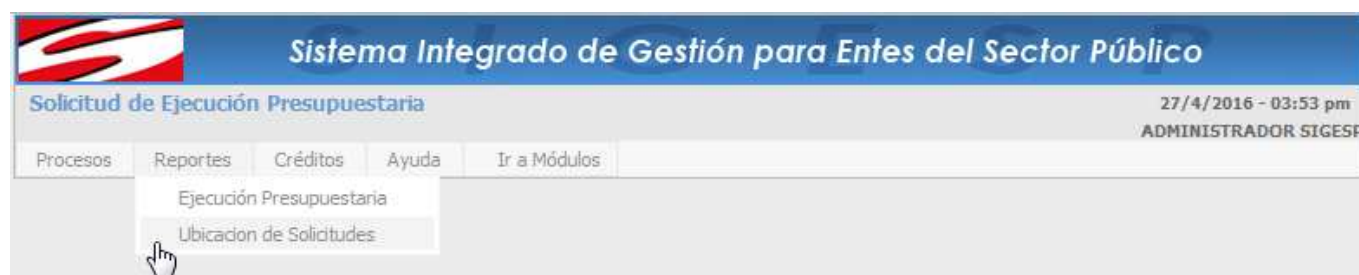 Sistema Integrado de Gestión para Entes del Sector Público
Solicitud de Ejecución Presupuestaria
27/4/2016 - 03:53 pm
ADMINISTRADOR SIGESP
Procesos Reportes Créditos Ayuda Ir a Módulos
Ejecución Presupuestaria
Ubicacion de Solicitudes